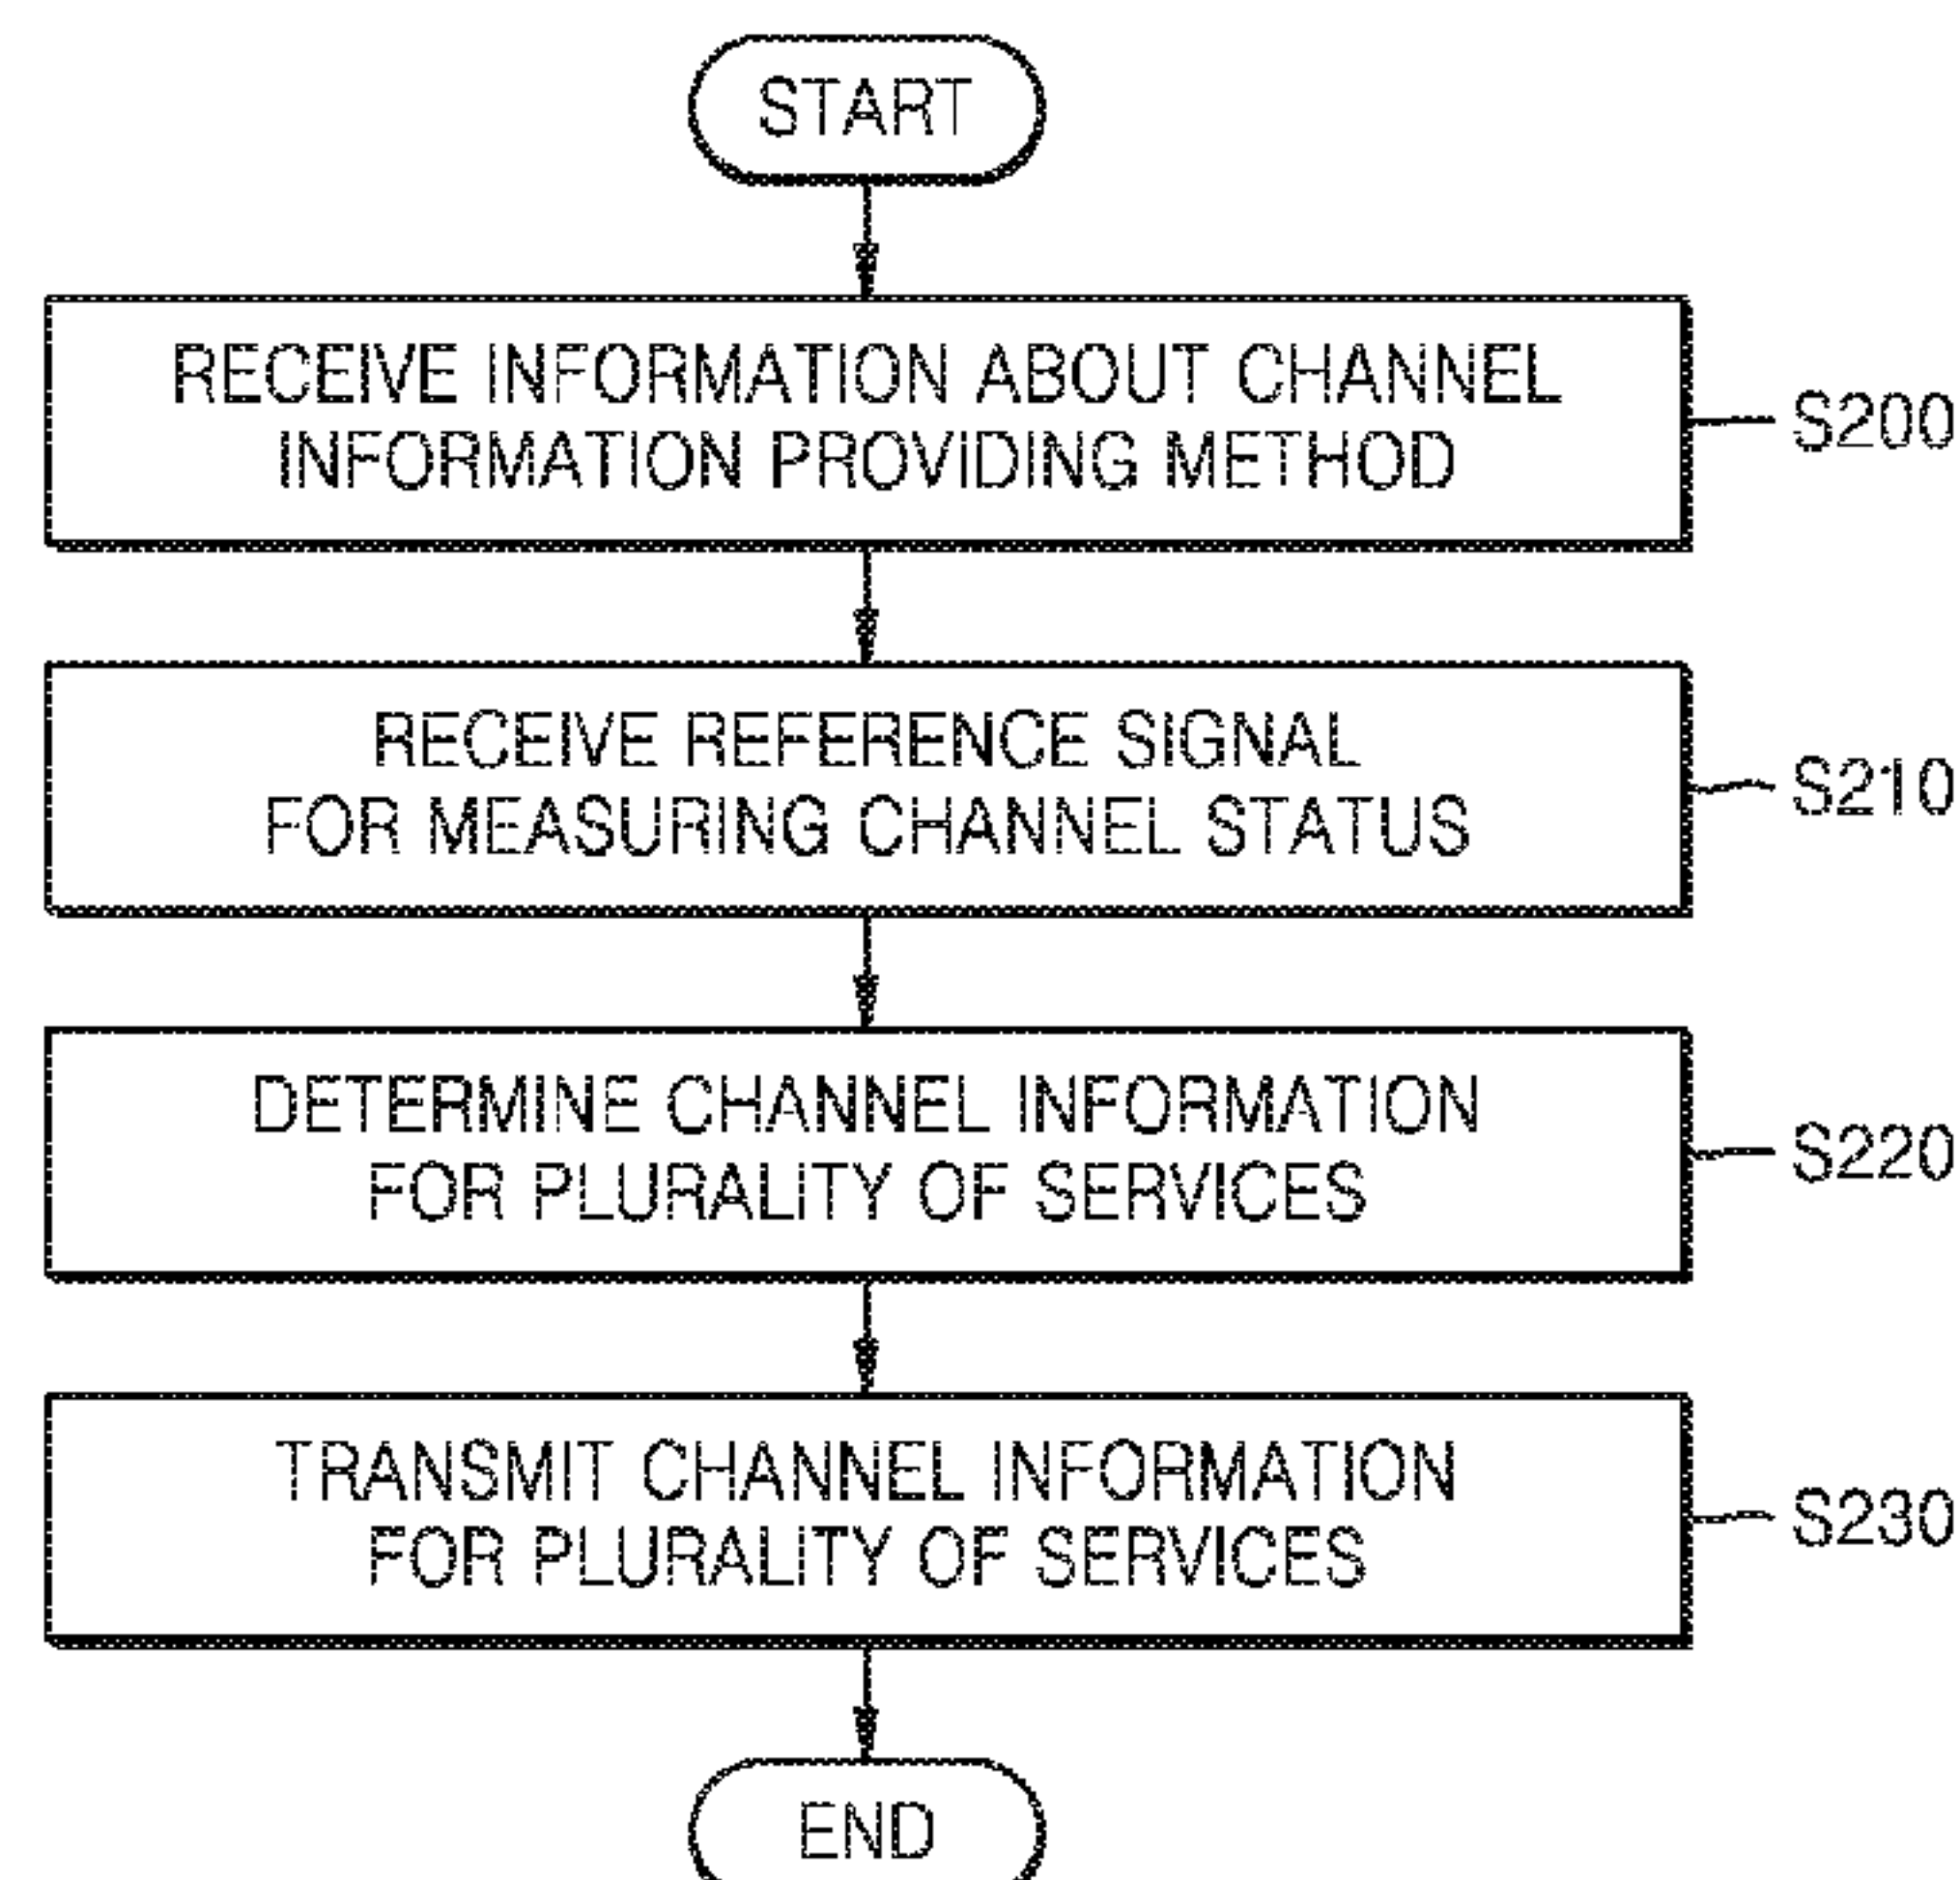 START
RECEIVE INFORMATION ABOUT CHANNEL
INFORMATION PROVIDING METHOD
S200
RECEIVE REFERENCE SIGNAL
FOR MEASURING CHANNEL STATUS
S210
DETERMINE CHANNEL INFORMATION
FOR PLURALITY OF SERVICES
S220
TRANSMIT CHANNEL INFORMATION
FOR PLURALITY OF SERVICES
S230
END